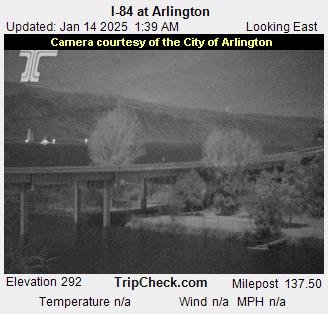 I-84 at Arlington
Updated: Jan 14 2025 1:39 AM Looking East
Camera courtesy of the City of Arlington
Elevation 292 TripCheck.com Milepost 137.50
Temperature n/a Wind n/a MPH n/a